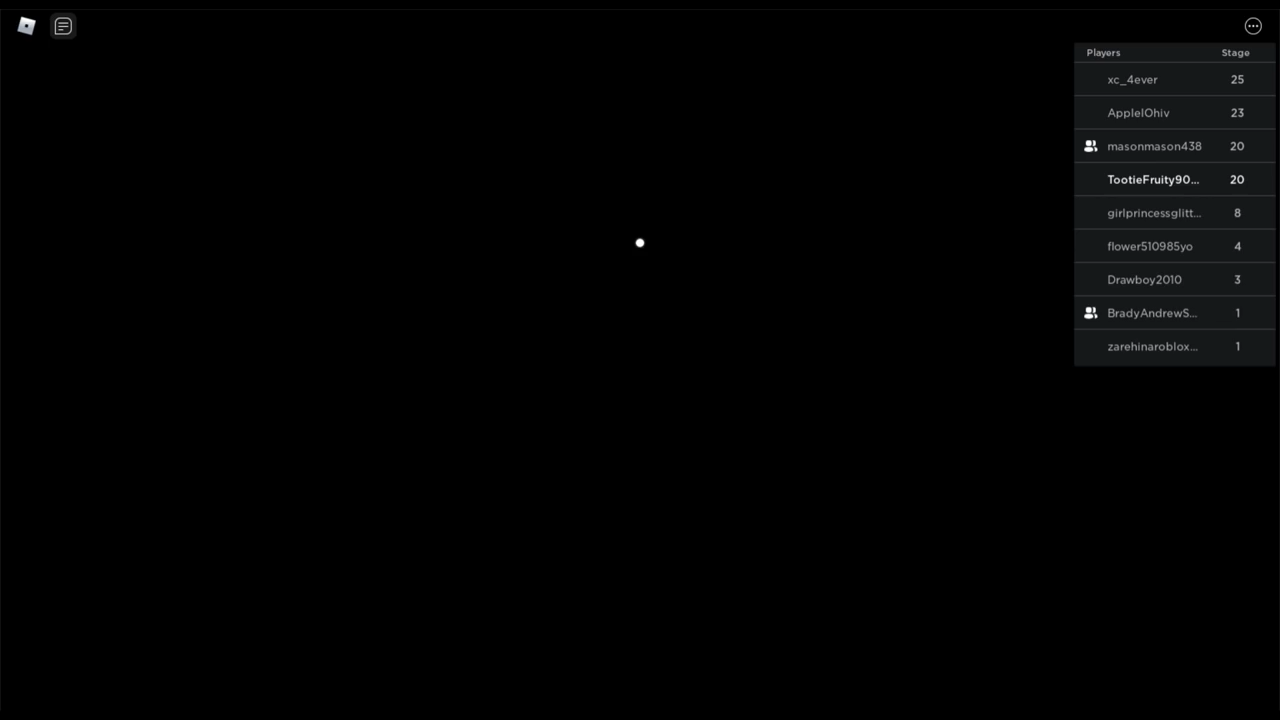 Players Stage
xc_4ever 25
AppleIOhiv 23
masonmason438 20
TootieFruity90... 20
girlprincessglitt... 8
flower510985yo 4
Drawboy2010 3
BradyAndrewS... 1
zarehinaroblox... 1